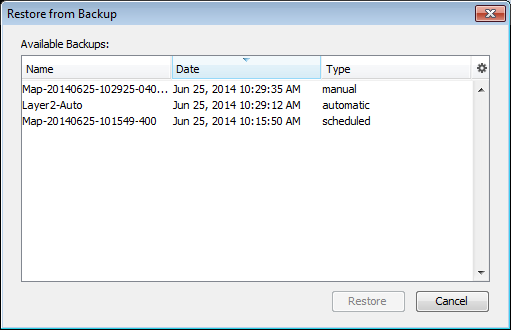 Restore from Backup
Available Backups:
Name Date Type
Map-20140625-102925-040... Jun 25, 2014 10:29:35 AM manual
Layer2-Auto Jun 25, 2014 10:29:12 AM automatic
Map-20140625-101549-400 Jun 25, 2014 10:15:50 AM scheduled
Restore Cancel